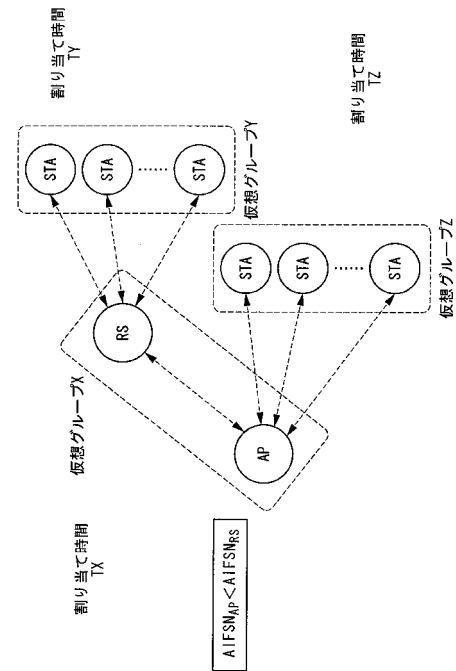 割り当て時間
TX
仮想グループX
割り当て時間
TY
AIFSN_AP<AIFSN_RS
RS
STA
STA
……
STA
仮想グループY
AP
STA
STA
……
STA
仮想グループZ
割り当て時間
TZ